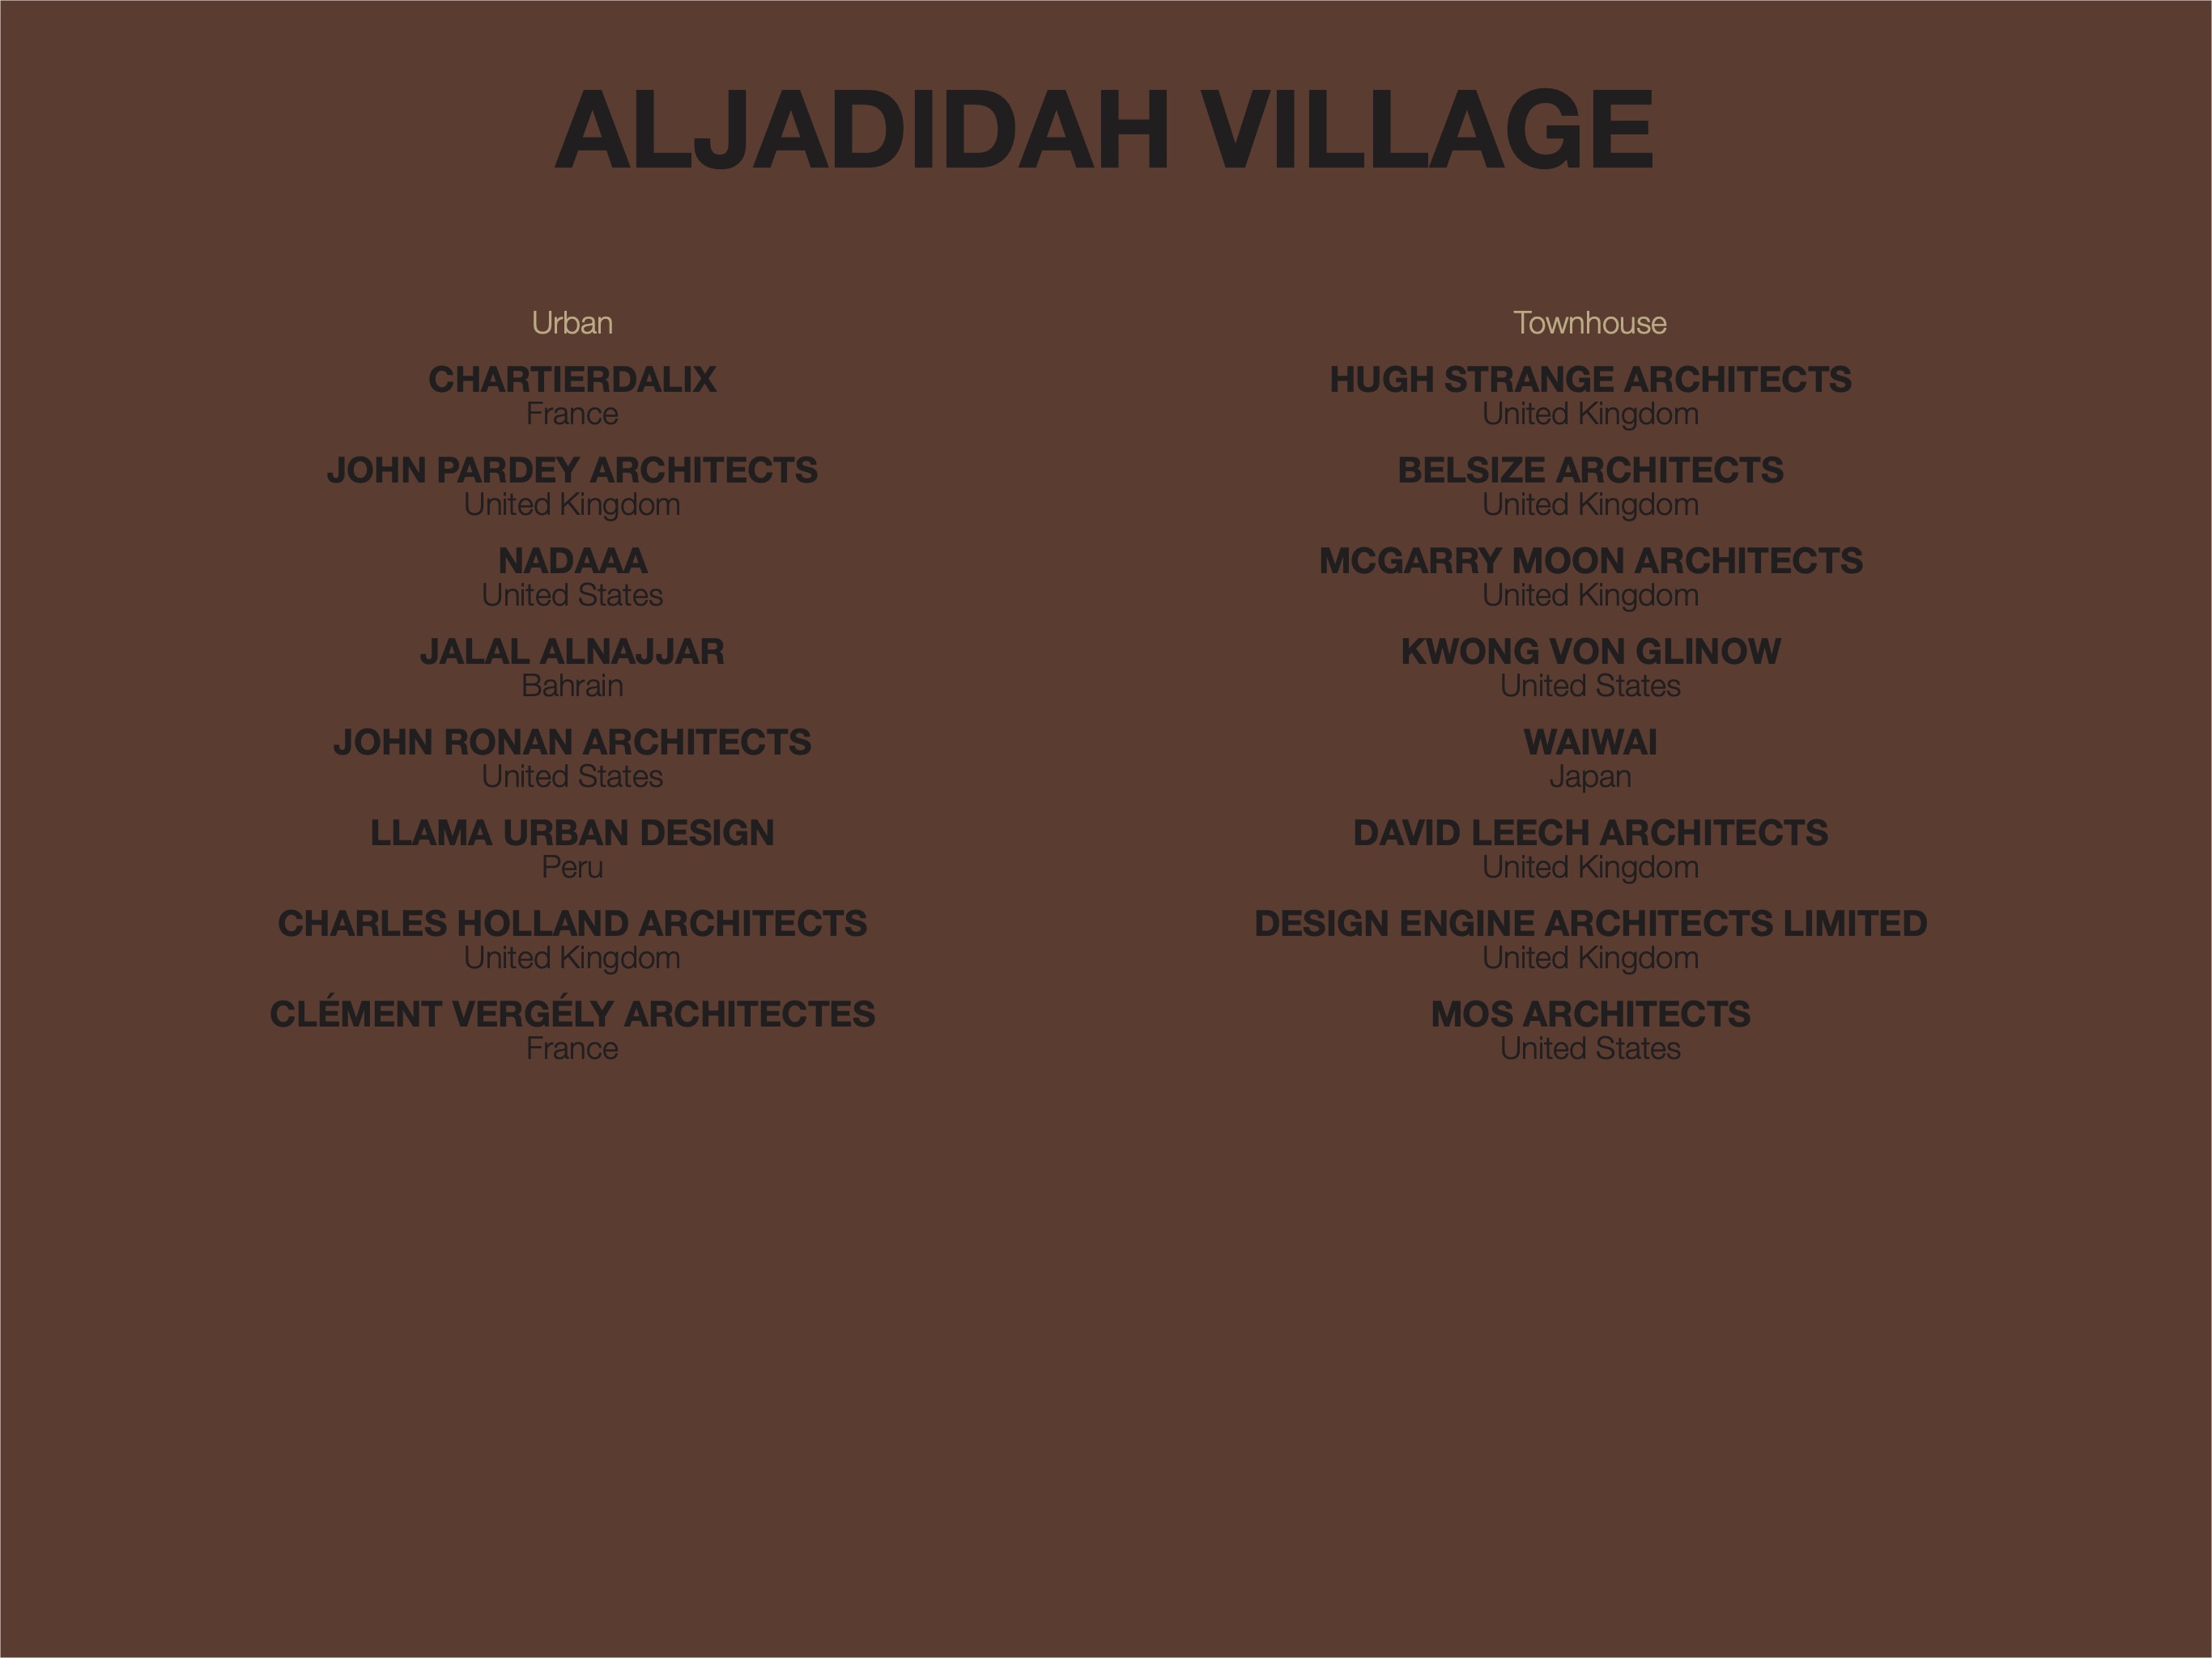 ALJADIDAH VILLAGE
Urban
CHARTIERDALIX
France
JOHN PARDEY ARCHITECTS
United Kingdom
NADAAA
United States
JALAL ALNAJJAR
Bahrain
JOHN RONAN ARCHITECTS
United States
LLAMA URBAN DESIGN
Peru
CHARLES HOLLAND ARCHITECTS
United Kingdom
CLÉMENT VERGÉLY ARCHITECTES
France
Townhouse
HUGH STRANGE ARCHITECTS
United Kingdom
BELSIZE ARCHITECTS
United Kingdom
MCGARRY MOON ARCHITECTS
United Kingdom
KWONG VON GLINOW
United States
WAIWAI
Japan
DAVID LEECH ARCHITECTS
United Kingdom
DESIGN ENGINE ARCHITECTS LIMITED
United Kingdom
MOS ARCHITECTS
United States